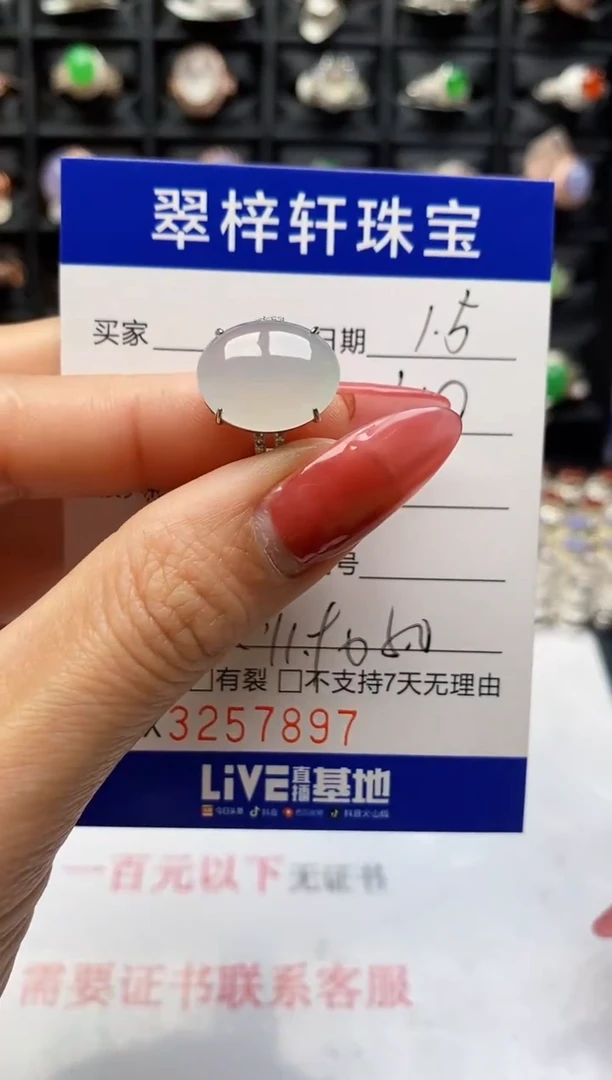 翠梓轩珠宝
买家 日期 1.5
号
有裂 不支持7天无理由
3257897
LiVE直播基地
一百元以下无证书
需要证书联系客服